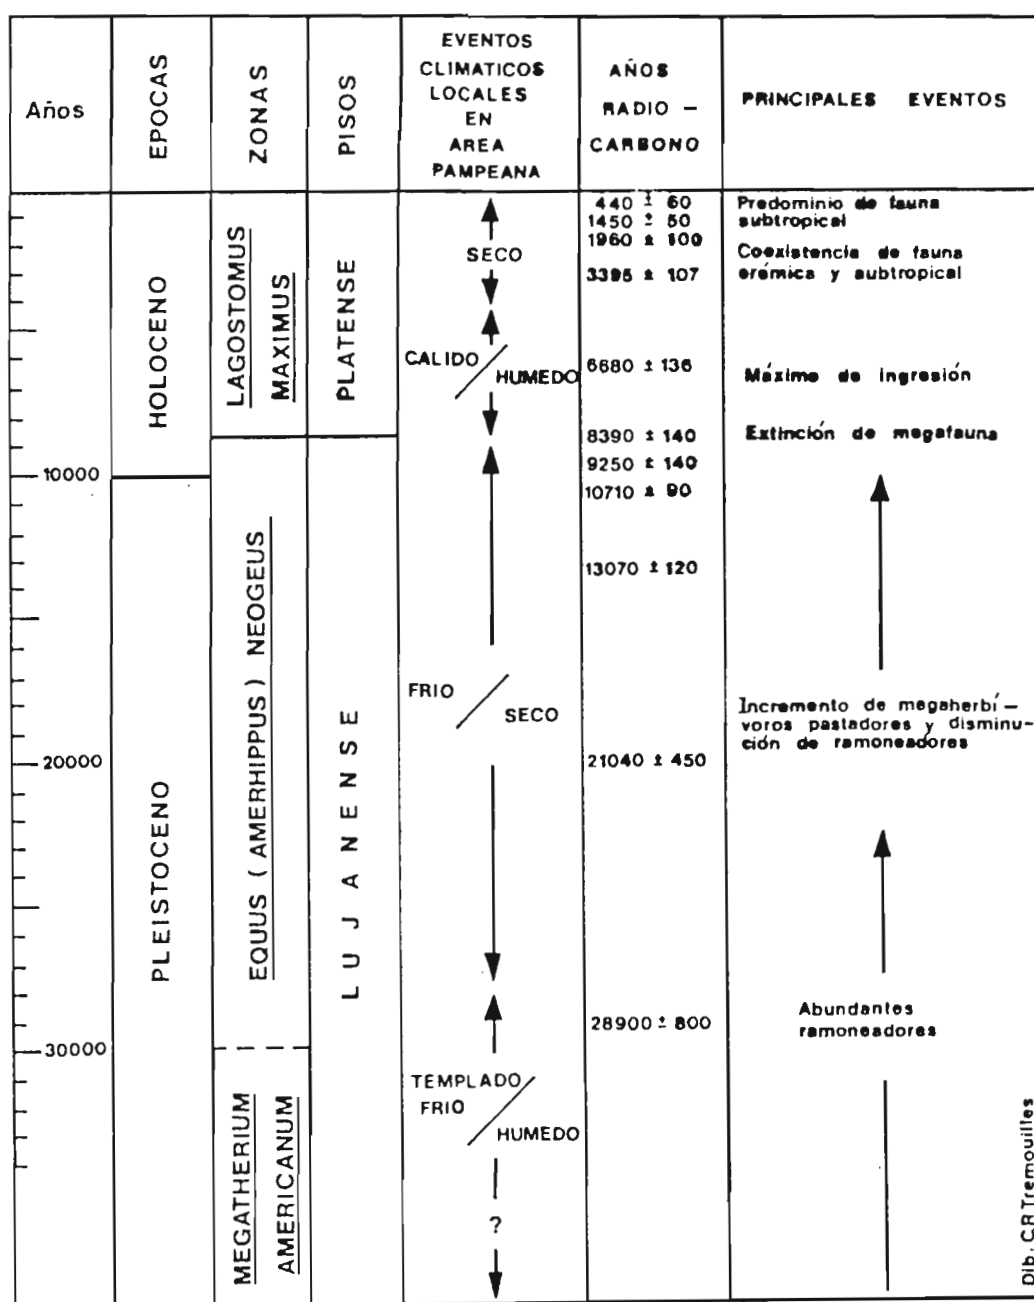 Años
EPOCAS
ZONAS
PISOS
EVENTOS
CLIMATICOS
LOCALES
EN
AREA
PAMPEANA
AÑOS
RADIO –
CARBONO
PRINCIPALES EVENTOS
10000
20000
30000
HOLOCENO
PLEISTOCENO
LAGOSTOMUS
MAXIMUS
EQUUS ( AMERHIPPUS ) NEOGEUS
MEGATHERIUM
AMERICANUM
PLATENSE
LUJANENSE
SECO
CALIDO
HUMEDO
FRIO
SECO
TEMPLADO
FRIO
HUMEDO
?
440 ± 60
1450 ± 50
1960 ± 100
3395 ± 107
6680 ± 136
8390 ± 140
9250 ± 140
10710 ± 90
13070 ± 120
21040 ± 450
28900 ± 800
Predominio de fauna
subtropical
Coexistencia de fauna
erémica y subtropical
Máximo de ingresión
Extinción de megafauna
Incremento de megaherbí –
voros pastadores y disminu–
ción de ramoneadores
Abundantes
ramoneadores
Dib. C.R Tremouilles